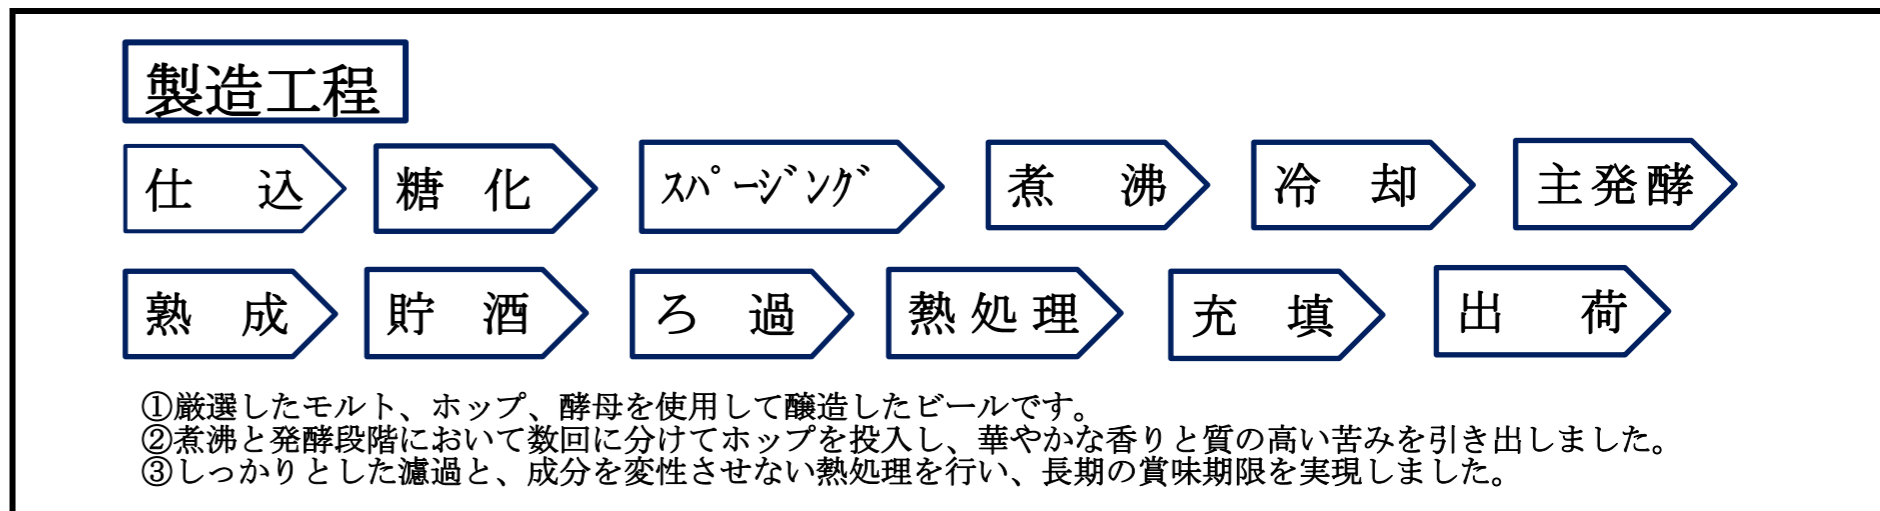 製造工程
仕込 糖化 ｽﾊﾟｰｼﾞﾝｸﾞ 煮沸 冷却 主発酵
熟成 貯酒 ろ過 熱処理 充填 出荷
①厳選したモルト、ホップ、酵母を使用して醸造したビールです。
②煮沸と発酵段階において数回に分けてホップを投入し、華やかな香りと質の高い苦みを引き出しました。
③しっかりとした濾過と、成分を変性させない熱処理を行い、長期の賞味期限を実現しました。